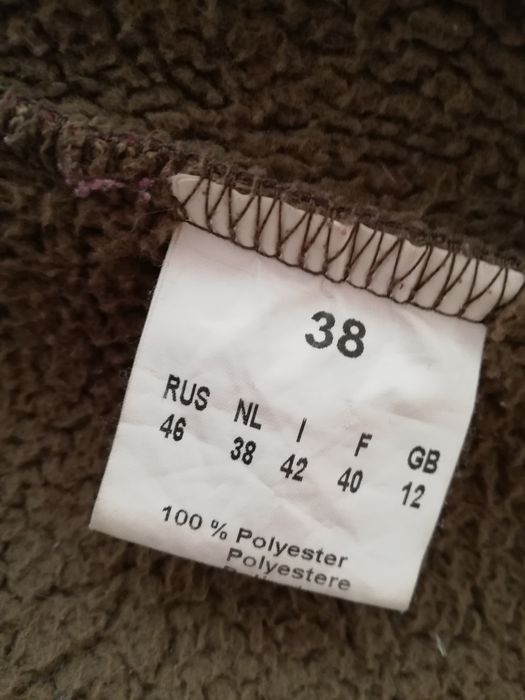 38
RUS NL I F GB
46 38 42 40 12
100 % Polyester
Polyestere